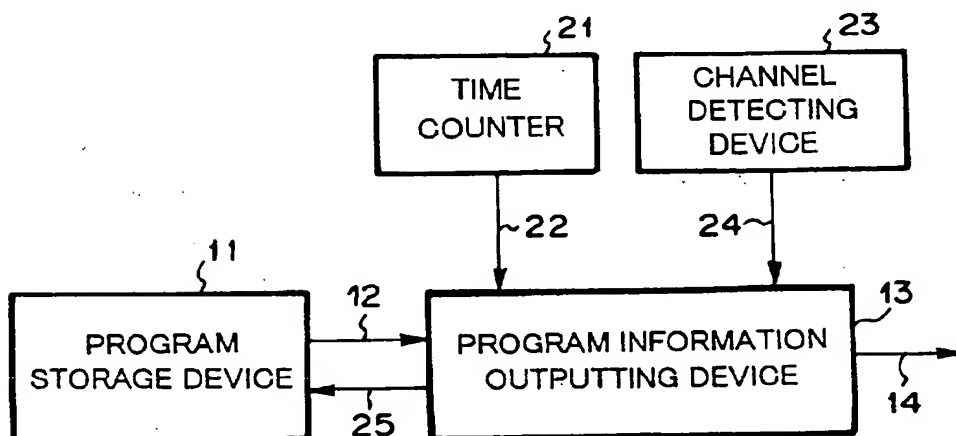 21
23
TIME
COUNTER
CHANNEL
DETECTING
DEVICE
22
24
11
12
13
PROGRAM
STORAGE DEVICE
PROGRAM INFORMATION
OUTPUTTING DEVICE
25
14